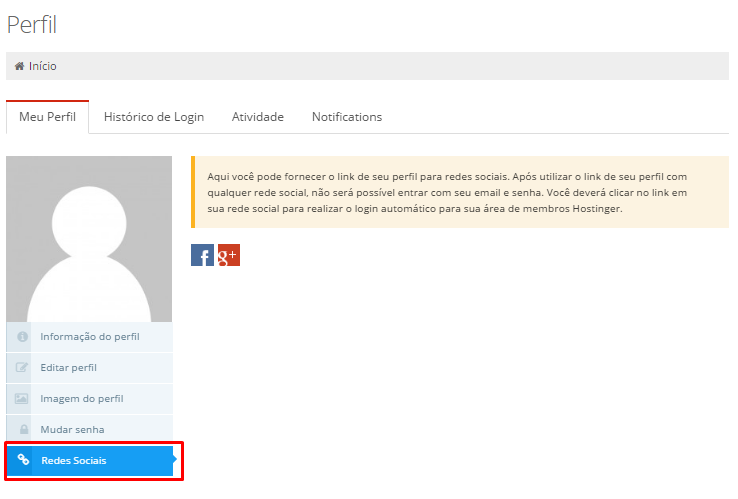 Perfil
Início
Meu Perfil Histórico de Login Atividade Notifications
Aqui você pode fornecer o link de seu perfil para redes sociais. Após utilizar o link de seu perfil com
qualquer rede social, não será possível entrar com seu email e senha. Você deverá clicar no link em
sua rede social para realizar o login automático para sua área de membros Hostinger.
f g+
Informação do perfil
Editar perfil
Imagem do perfil
Mudar senha
Redes Sociais